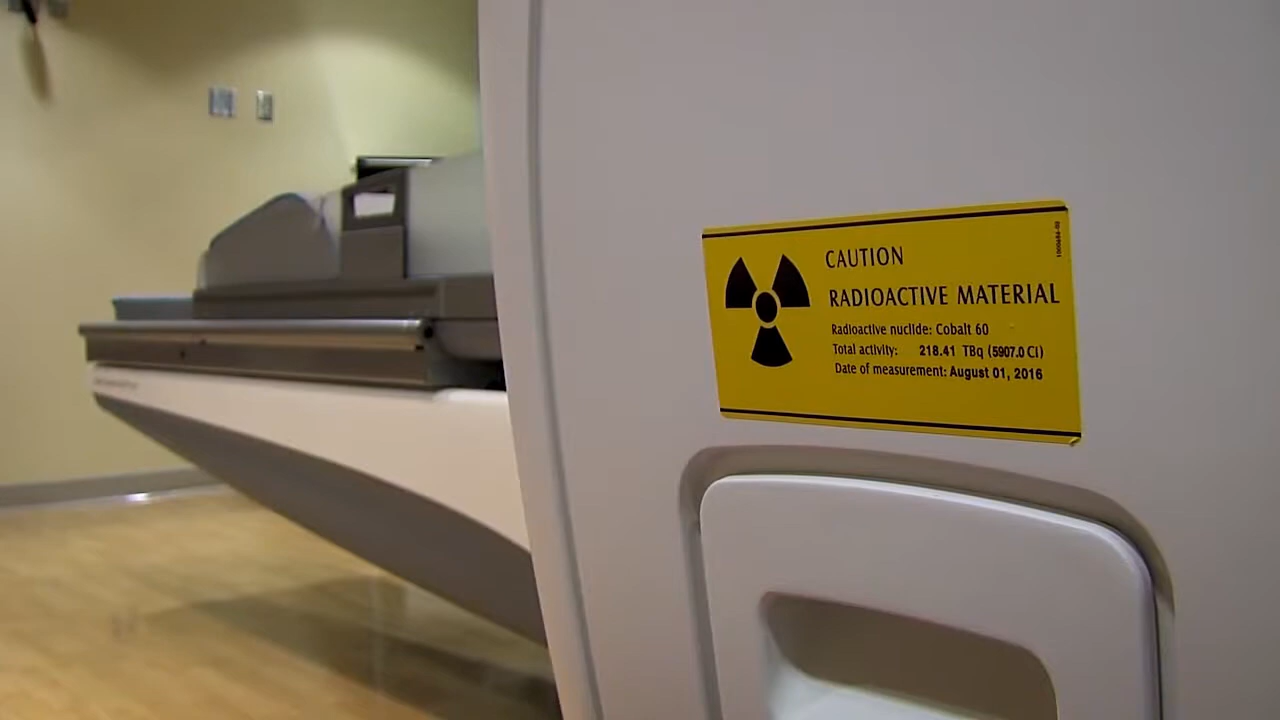 CAUTION
RADIOACTIVE MATERIAL
Radioactive nuclide: Cobalt 60
Total activity: 218.41 TBq (5907.0 Ci)
Date of measurement: August 01, 2016